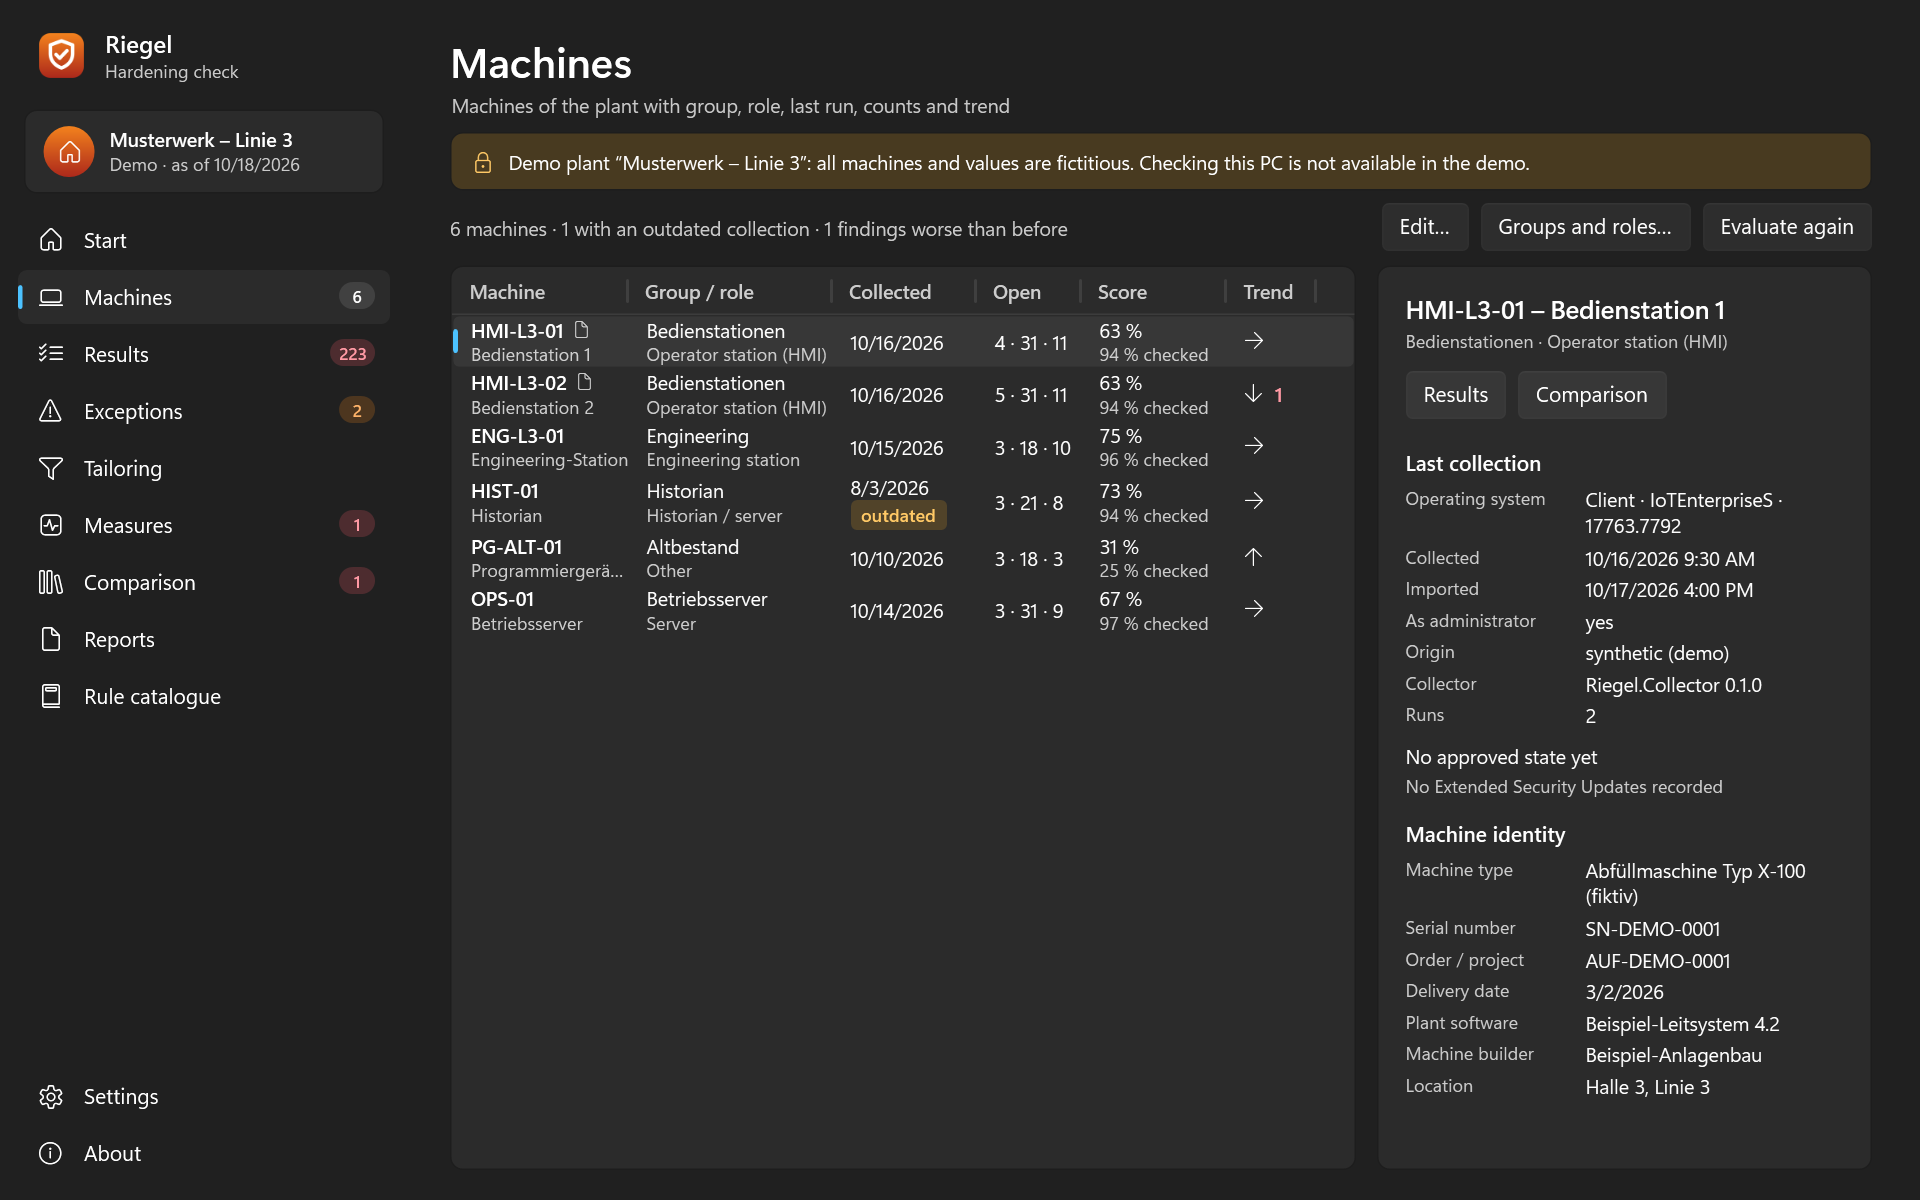 Riegel
Hardening check
Musterwerk – Linie 3
Demo · as of 10/18/2026
Start
Machines 6
Results 223
Exceptions 2
Tailoring
Measures 1
Comparison 1
Reports
Rule catalogue
Settings
About
Machines
Machines of the plant with group, role, last run, counts and trend
Demo plant “Musterwerk – Linie 3”: all machines and values are fictitious. Checking this PC is not available in the demo.
6 machines · 1 with an outdated collection · 1 findings worse than before
Edit... Groups and roles... Evaluate again
Machine Group / role Collected Open Score Trend
HMI-L3-01 Bedienstationen 10/16/2026 4 · 31 · 11 63 %
Bedienstation 1 Operator station (HMI) 94 % checked
HMI-L3-02 Bedienstationen 10/16/2026 5 · 31 · 11 63 % 1
Bedienstation 2 Operator station (HMI) 94 % checked
ENG-L3-01 Engineering 10/15/2026 3 · 18 · 10 75 %
Engineering-Station Engineering station 96 % checked
HIST-01 Historian 8/3/2026 3 · 21 · 8 73 %
Historian Historian / server outdated 94 % checked
PG-ALT-01 Altbestand 10/10/2026 3 · 18 · 3 31 %
Programmiergerä... Other 25 % checked
OPS-01 Betriebsserver 10/14/2026 3 · 31 · 9 67 %
Betriebsserver Server 97 % checked
HMI-L3-01 – Bedienstation 1
Bedienstationen · Operator station (HMI)
Results Comparison
Last collection
Operating system Client · IoTEnterpriseS ·
17763.7792
Collected 10/16/2026 9:30 AM
Imported 10/17/2026 4:00 PM
As administrator yes
Origin synthetic (demo)
Collector Riegel.Collector 0.1.0
Runs 2
No approved state yet
No Extended Security Updates recorded
Machine identity
Machine type Abfüllmaschine Typ X-100
(fiktiv)
Serial number SN-DEMO-0001
Order / project AUF-DEMO-0001
Delivery date 3/2/2026
Plant software Beispiel-Leitsystem 4.2
Machine builder Beispiel-Anlagenbau
Location Halle 3, Linie 3